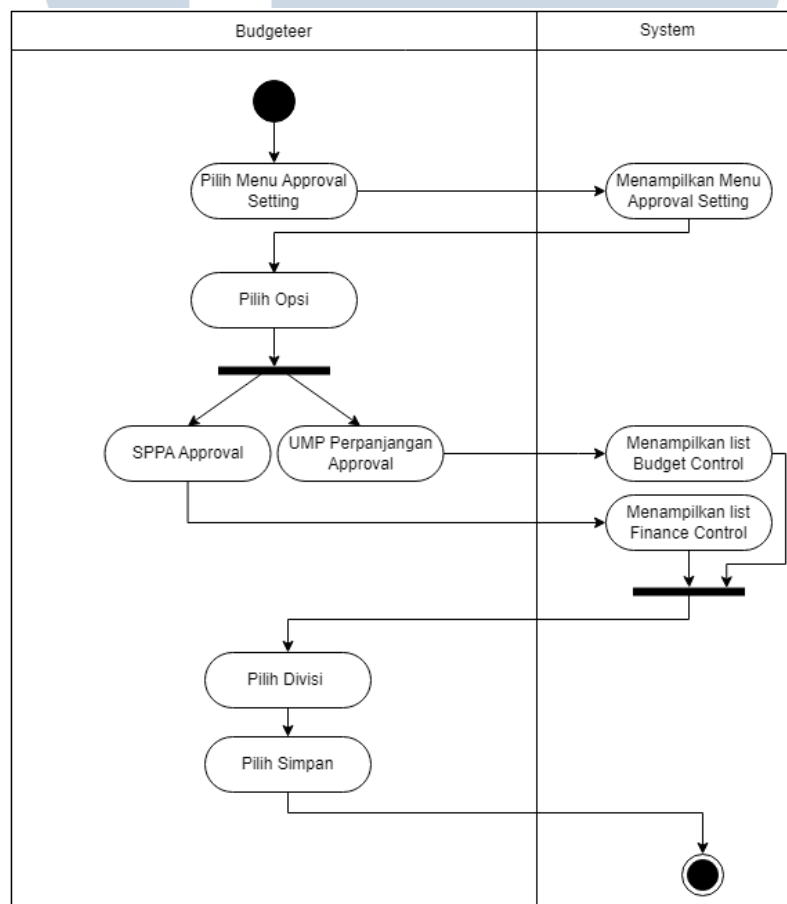 Budgeteer
System
Pilih Menu Approval
Setting
Menampilkan Menu
Approval Setting
Pilih Opsi
SPPA Approval
UMP Perpanjangan
Approval
Menampilkan list
Budget Control
Menampilkan list
Finance Control
Pilih Divisi
Pilih Simpan